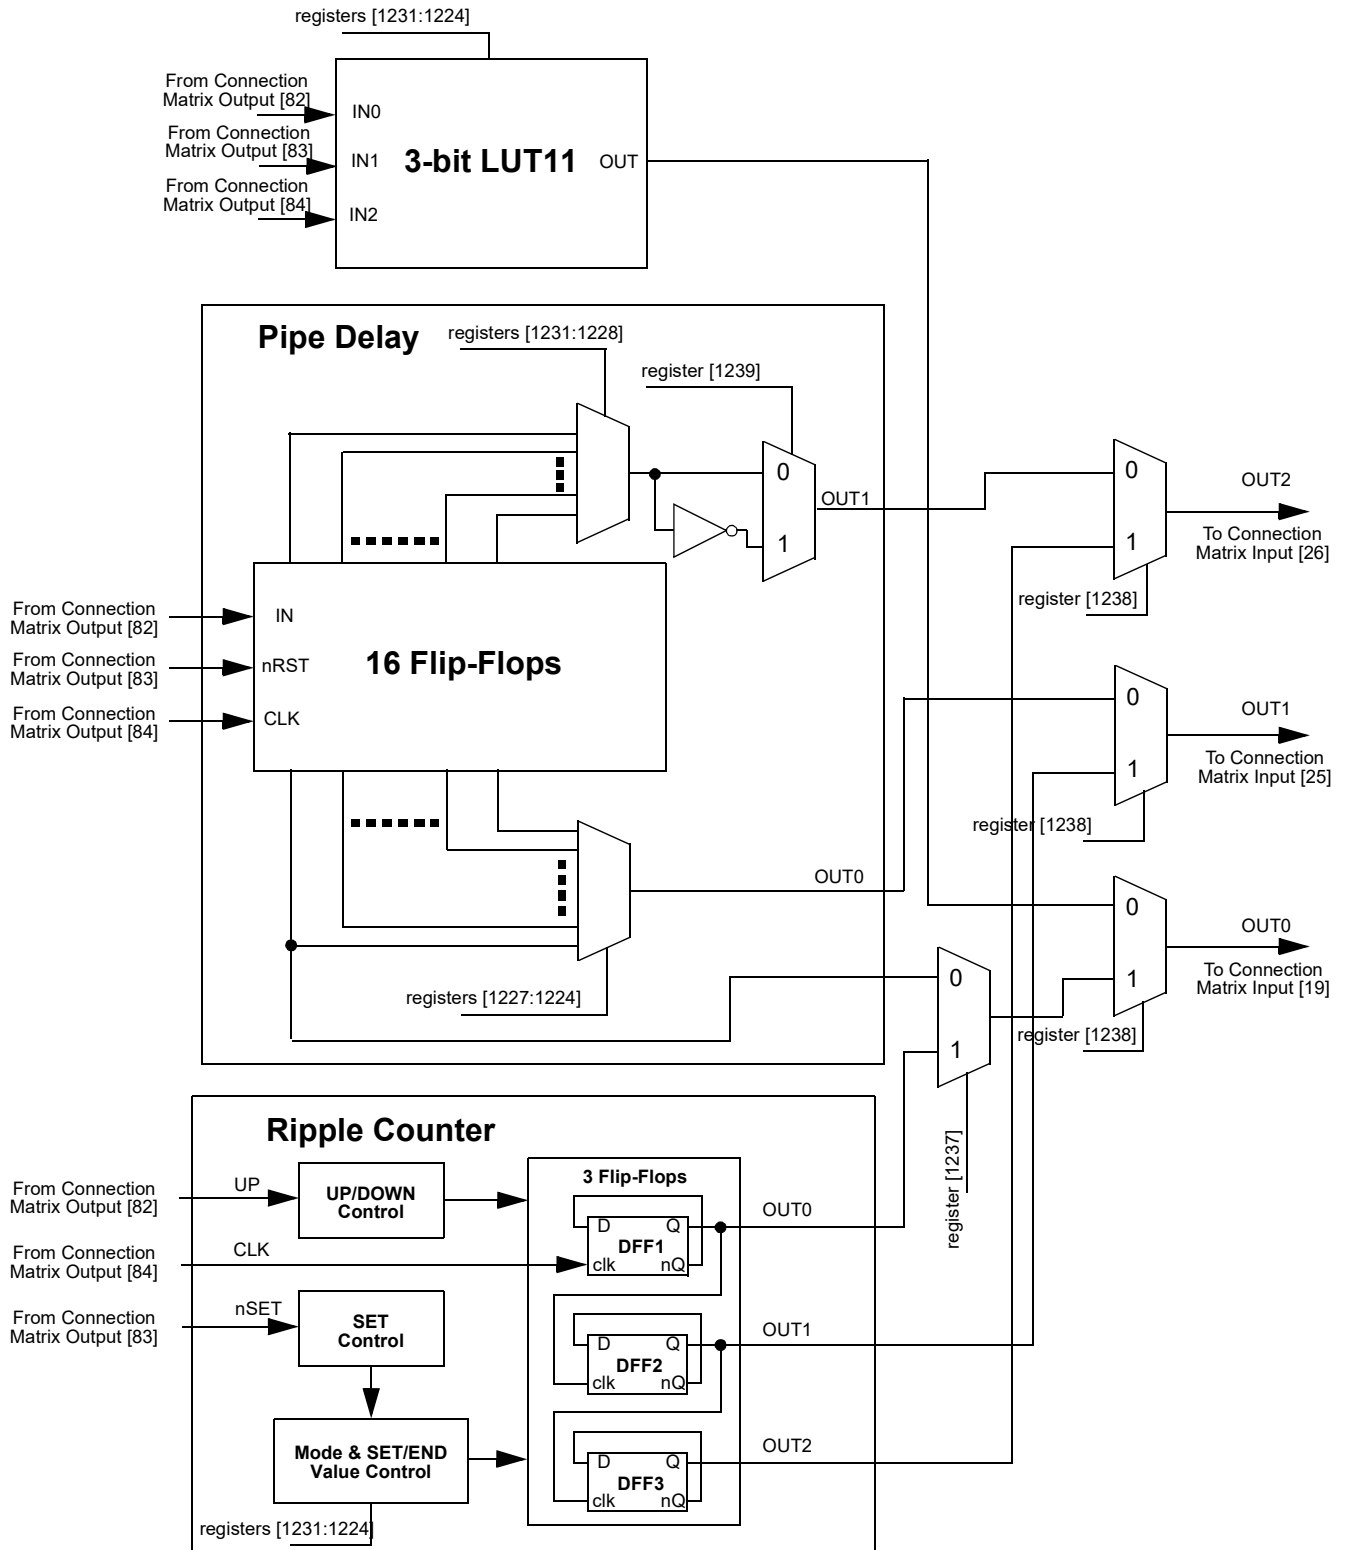 registers [1231:1224]
From Connection
Matrix Output [82]
IN0
From Connection
Matrix Output [83]
IN1
3-bit LUT11
OUT
From Connection
Matrix Output [84]
IN2
Pipe Delay
registers [1231:1228]
register [1239]
0
OUT1
1
0
OUT2
1
To Connection
Matrix Input [26]
register [1238]
From Connection
Matrix Output [82]
IN
From Connection
Matrix Output [83]
nRST
16 Flip-Flops
From Connection
Matrix Output [84]
CLK
0
OUT1
1
To Connection
Matrix Input [25]
register [1238]
OUT0
0
OUT0
1
To Connection
Matrix Input [19]
register [1238]
registers [1227:1224]
0
1
register [1237]
Ripple Counter
From Connection
Matrix Output [82]
UP
UP/DOWN
Control
3 Flip-Flops
D
Q
DFF1
clk
nQ
OUT0
From Connection
Matrix Output [84]
CLK
From Connection
Matrix Output [83]
nSET
SET
Control
D
Q
DFF2
clk
nQ
OUT1
Mode & SET/END
Value Control
D
Q
DFF3
clk
nQ
OUT2
registers [1231:1224]